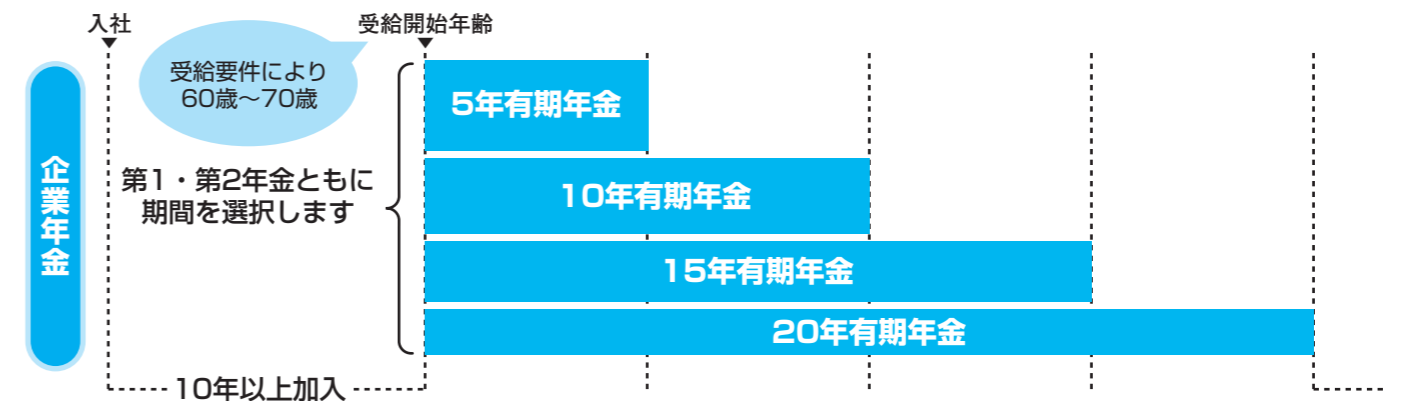 入社
受給開始年齢
受給要件により
60歳～70歳
企業年金
第1・第2年金ともに
期間を選択します
5年有期年金
10年有期年金
15年有期年金
20年有期年金
10年以上加入